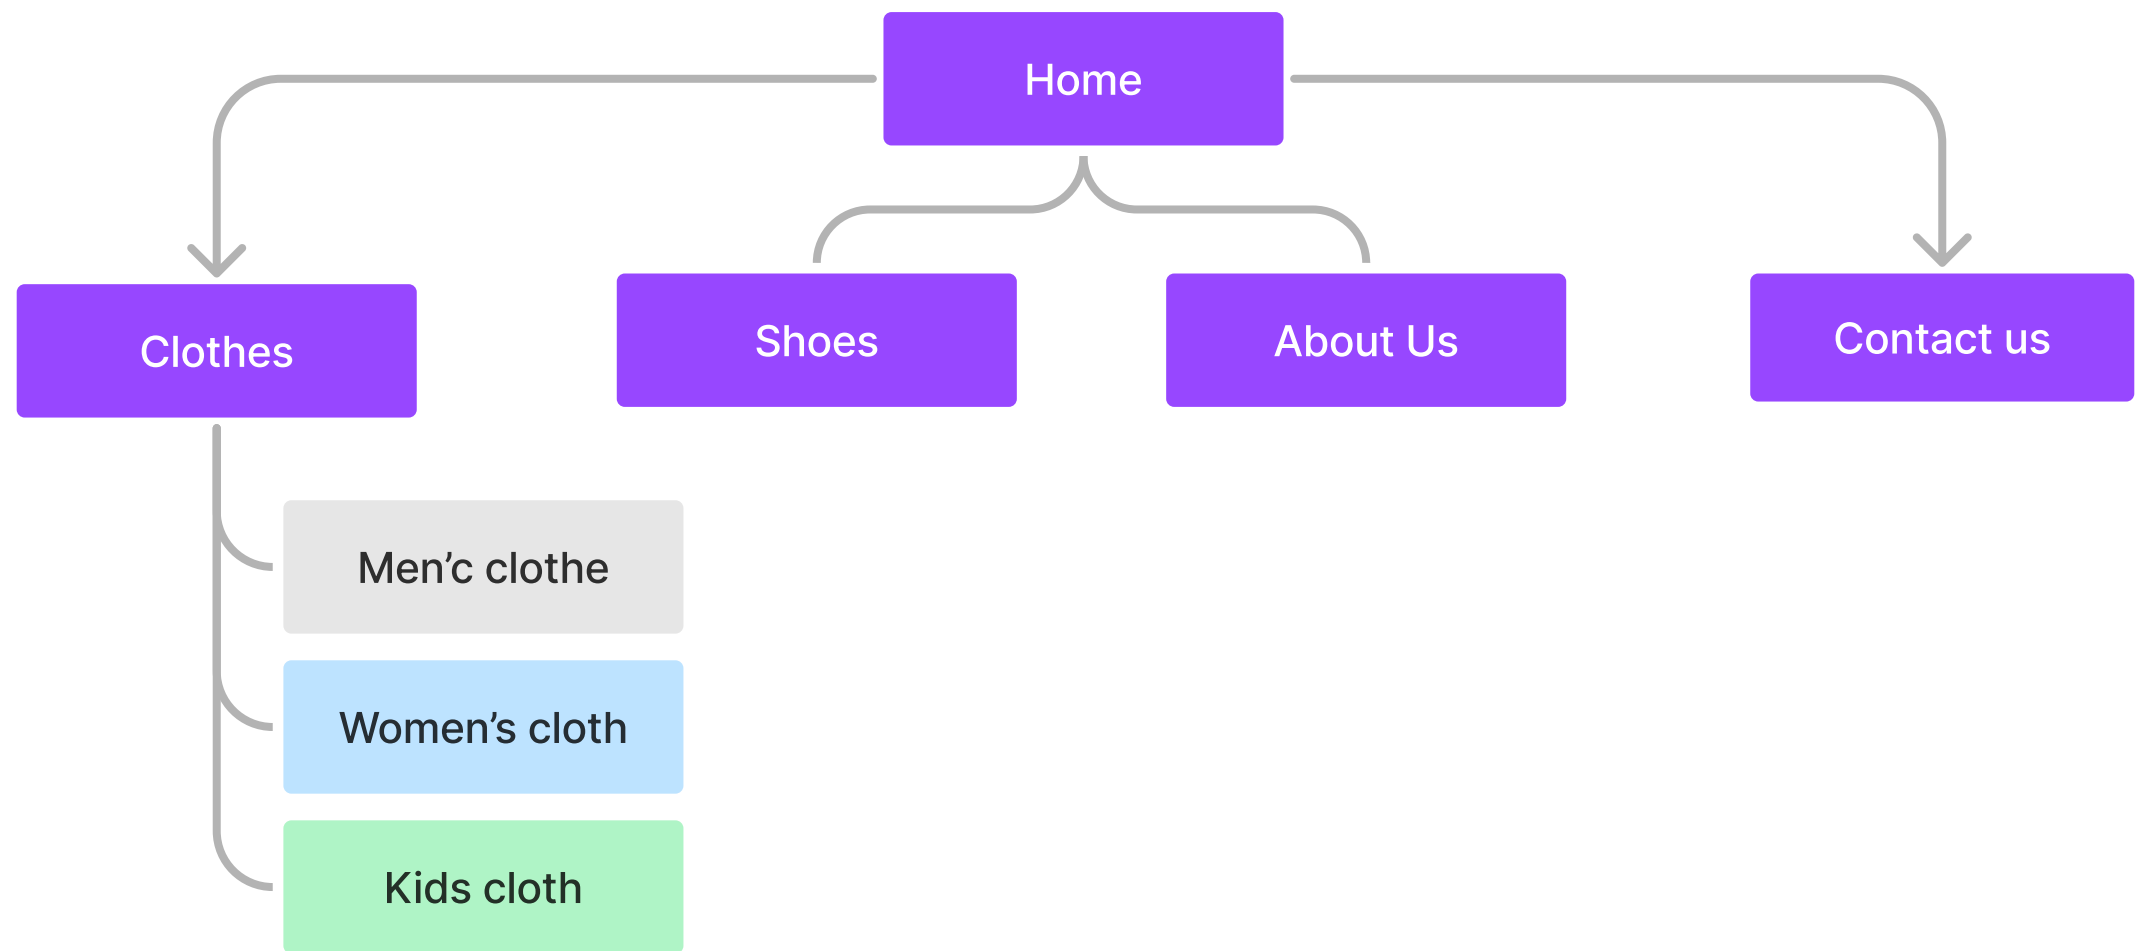 Home
Clothes
Shoes
About Us
Contact us
Men’c clothe
Women’s cloth
Kids cloth